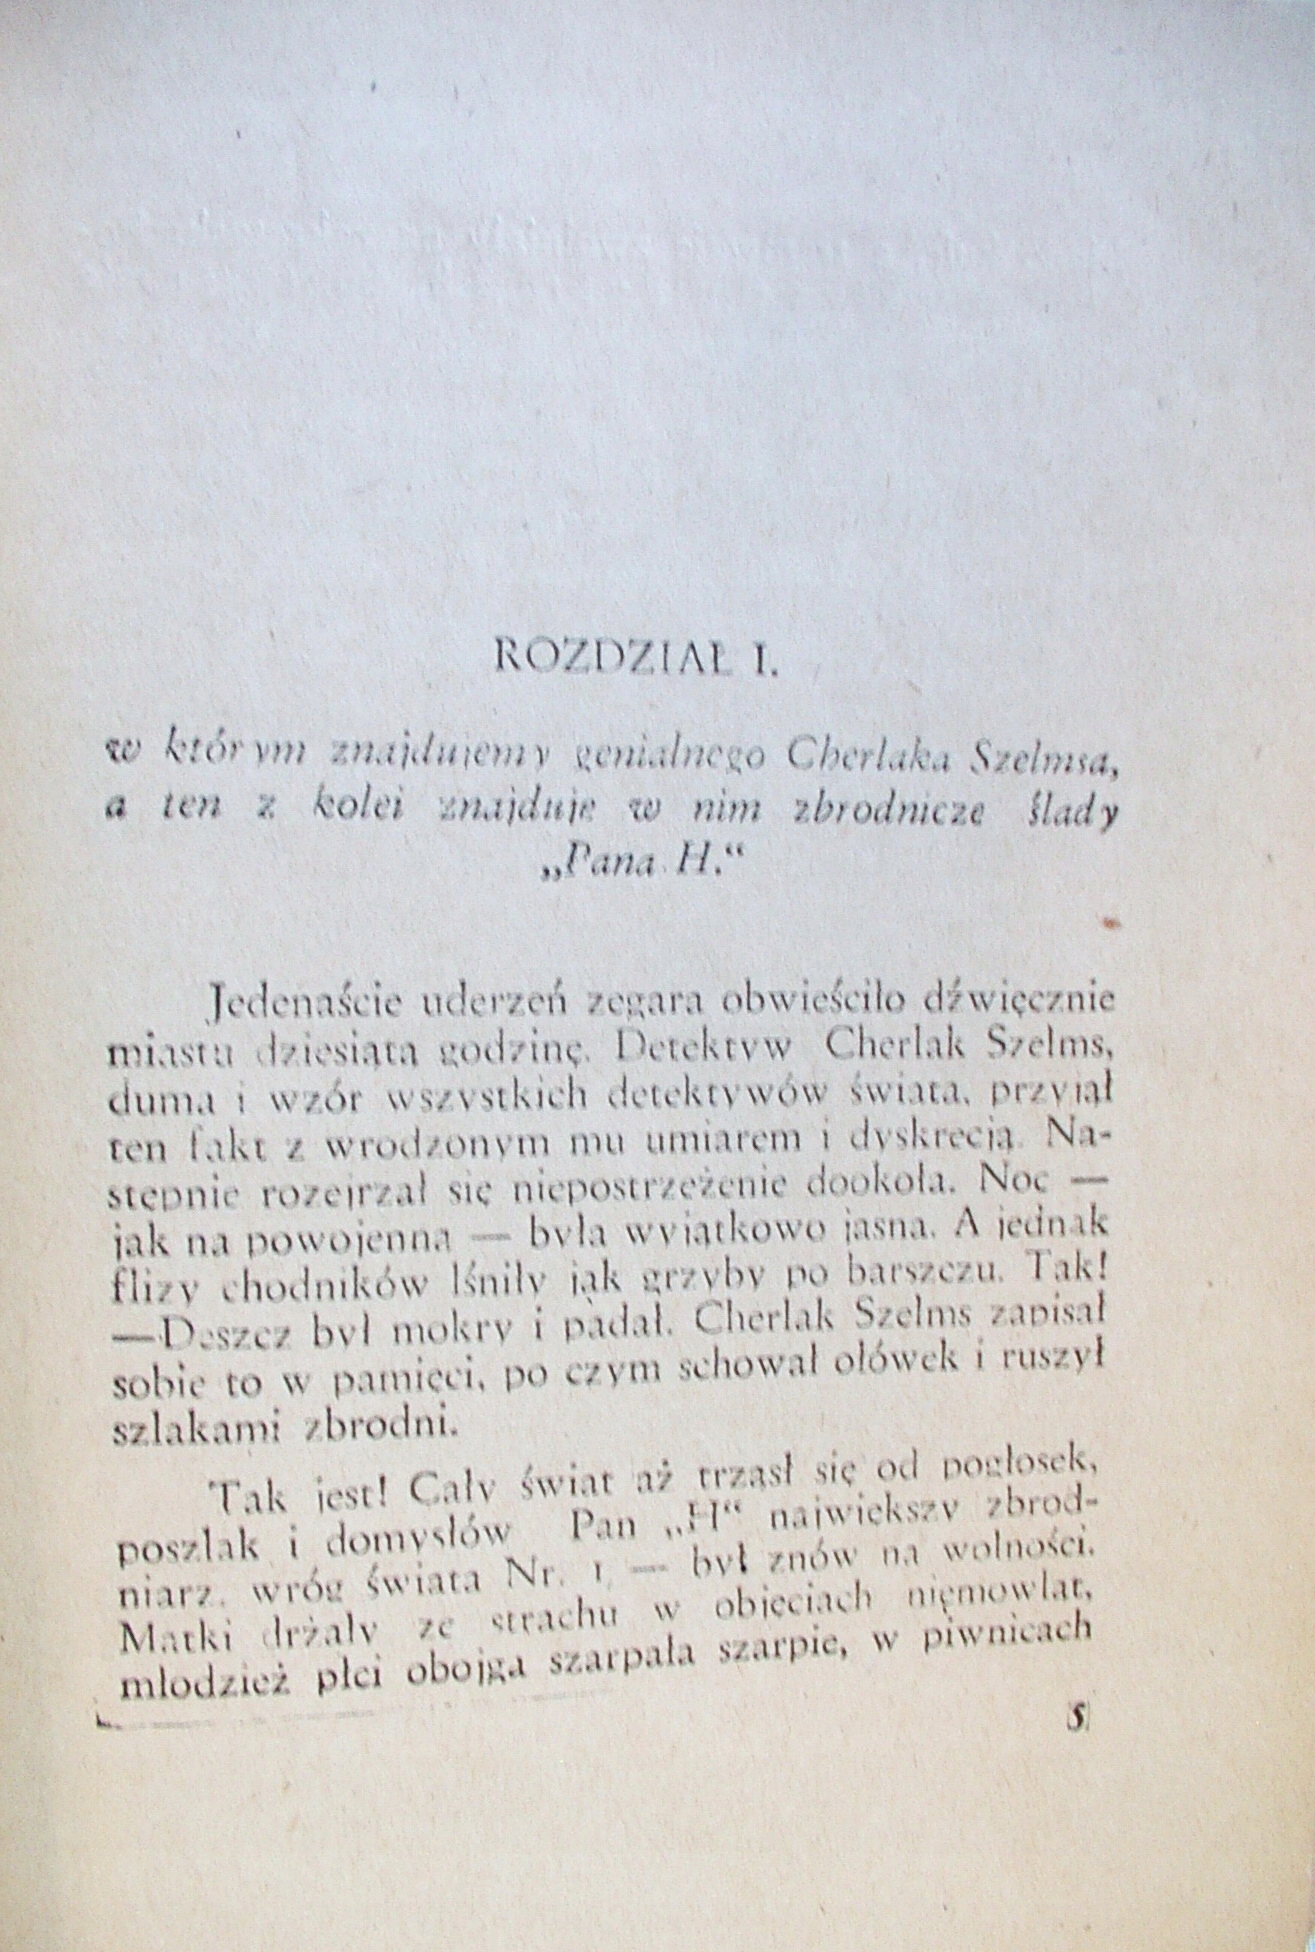 ROZDZIAŁ I.
w którym znajdujemy genialnego Cherlaka Szelmsa,
a ten z kolei znajduje w nim zbrodnicze ślady
„Pana H.“
Jedenaście uderzeń zegara obwieściło dźwięcznie
miastu dziesiątą godzinę. Detektyw Cherlak Szelms,
duma i wzór wszystkich detektywów świata, przyjął
ten fakt z wrodzonym mu umiarem i dyskrecją. Na-
stępnie rozejrzał się niepostrzeżenie dookoła. Noc —
jak na powojenną — była wyjątkowo jasna. A jednak
flizy chodników lśniły jak grzyby po barszczu. Tak!
—Deszcz był mokry i padał. Cherlak Szelms zapisał
sobie to w pamięci, po czym schował ołówek i ruszył
szlakami zbrodni.
Tak jest! Cały świat aż trząsł się od pogłosek,
poszlak i domysłów Pan „H“ największy zbrod-
niarz, wróg świata Nr. 1, — był znów na wolności.
Matki drżały ze strachu w objęciach nięmowląt,
młodzież płci obojga szarpała szarpie, w piwnicach
5